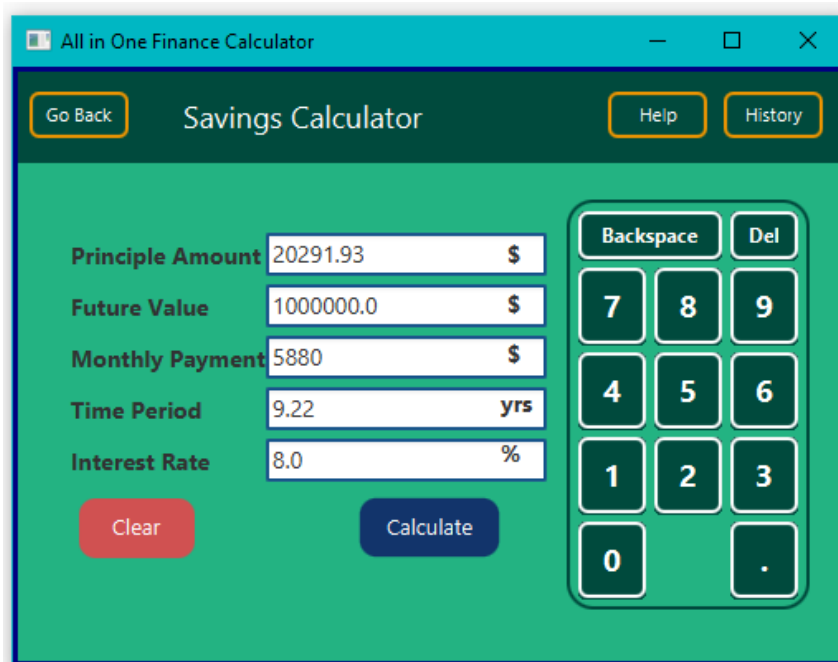 All in One Finance Calculator
Go Back Savings Calculator Help History
Principle Amount 20291.93 $
Future Value 1000000.0 $
Monthly Payment 5880 $
Time Period 9.22 yrs
Interest Rate 8.0 %
Clear Calculate
Backspace Del
7 8 9
4 5 6
1 2 3
0 .